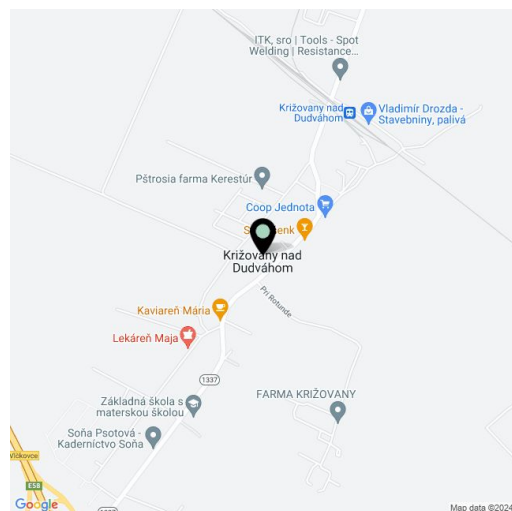 ITK, sro | Tools - Spot
Welding | Resistance...
Križovany nad
Dudváhom
Vladimír Drozda -
Stavebniny, palivá
Pštrosia farma Kerestúr
Coop Jednota
Križovany nad
Dudváhom
Pri Rotunde
Kaviareň Mária
Lekáreň Maja
1337
FARMA KRIŽOVANY
Základná škola s
materskou školou
Soňa Psotová -
Kaderníctvo Soňa
Vlčkovce
E58
1337
Google
Map data ©2024